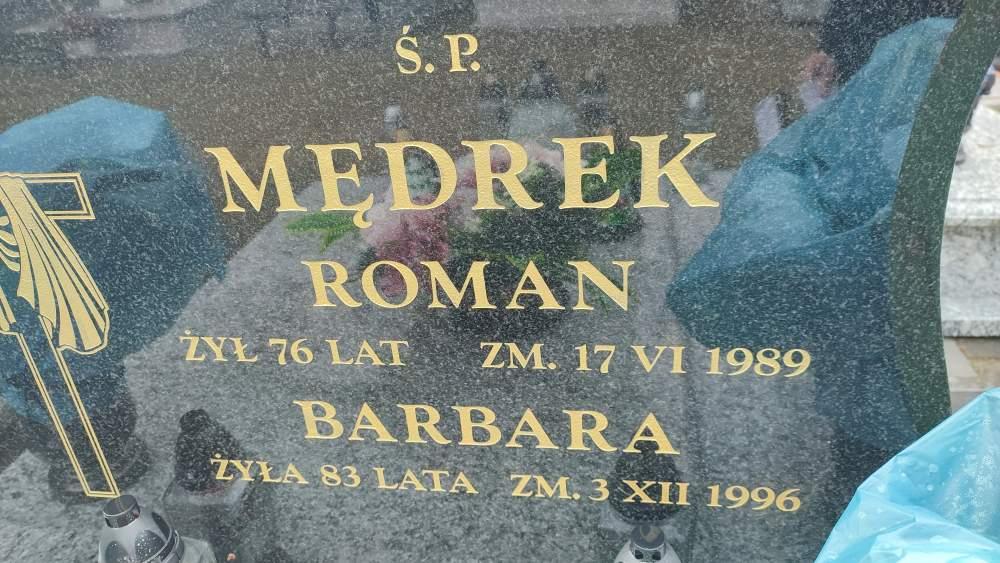 Ś. P.
MĘDREK
ROMAN
ŻYŁ 76 LAT ZM. 17 VI 1989
BARBARA
ŻYŁA 83 LATA ZM. 3 XII 1996